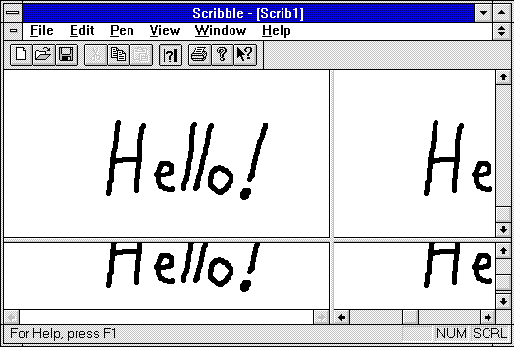 Scribble - [Scrib1]
File Edit Pen View Window Help
Hello! He
Hello! He
For Help, press F1 NUM SCRL